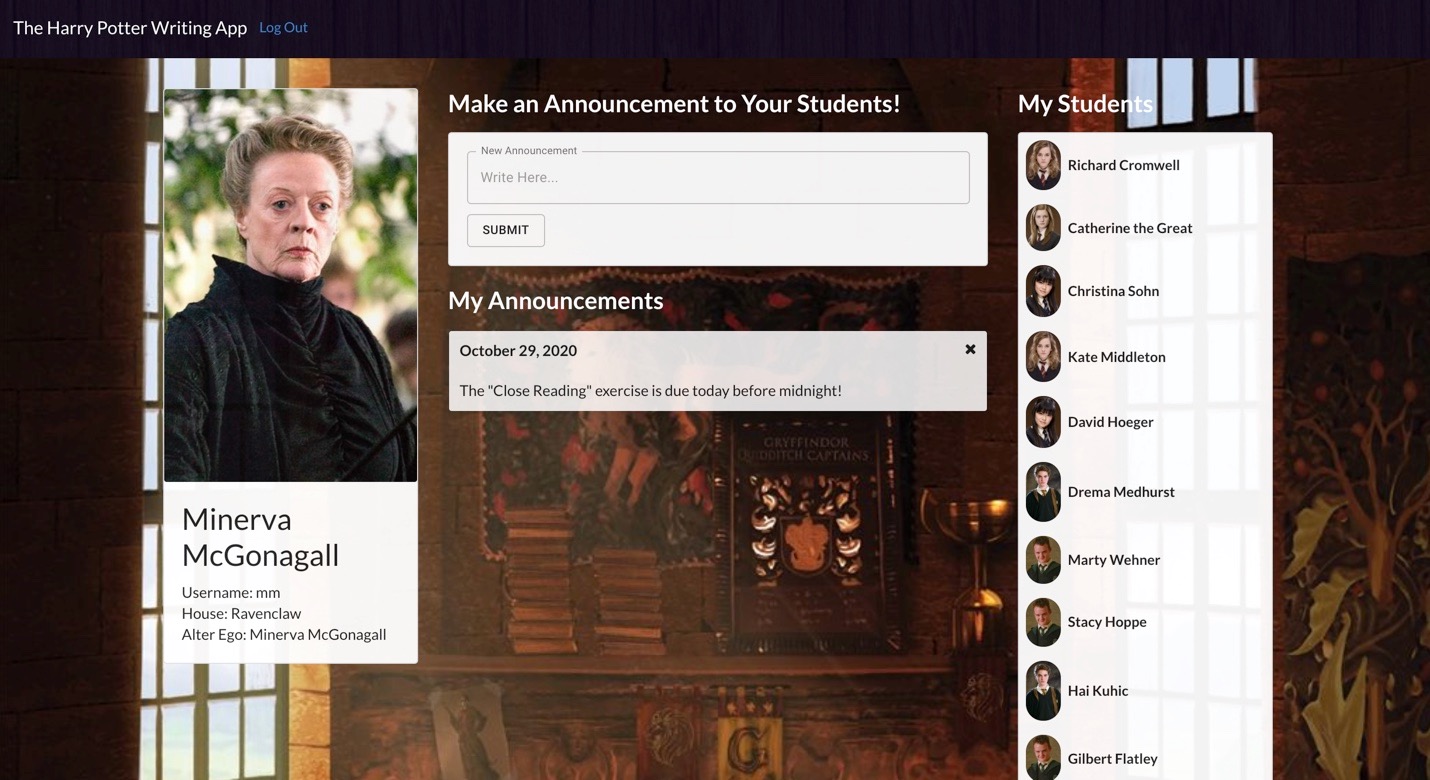 The Harry Potter Writing App Log Out
Minerva
McGonagall
Username: mm
House: Ravenclaw
Alter Ego: Minerva McGonagall
Make an Announcement to Your Students!
New Announcement
Write Here...
SUBMIT
My Announcements
October 29, 2020
The "Close Reading" exercise is due today before midnight!
GRYFFINDOR
QUIDDITCH CAPTAINS
G
My Students
Richard Cromwell
Catherine the Great
Christina Sohn
Kate Middleton
David Hoeger
Drema Medhurst
Marty Wehner
Stacy Hoppe
Hai Kuhic
Gilbert Flatley